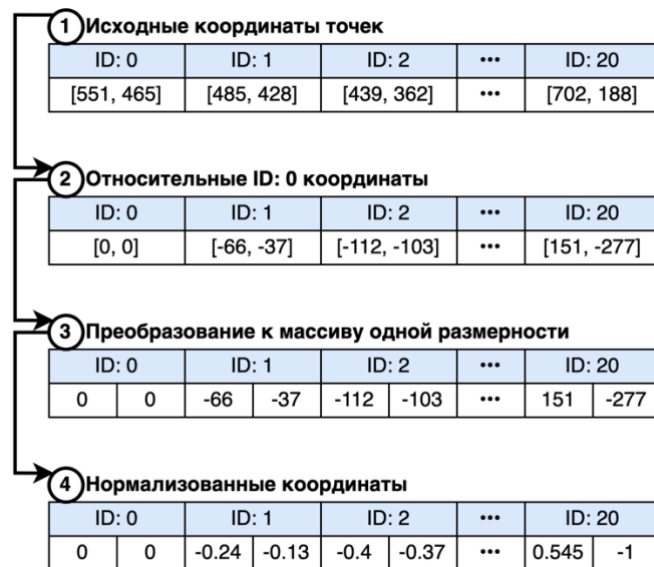 1 Исходные координаты точек
ID: 0 ID: 1 ID: 2 ••• ID: 20
[551, 465] [485, 428] [439, 362] ••• [702, 188]
2 Относительные ID: 0 координаты
ID: 0 ID: 1 ID: 2 ••• ID: 20
[0, 0] [-66, -37] [-112, -103] ••• [151, -277]
3 Преобразование к массиву одной размерности
ID: 0 ID: 1 ID: 2 ••• ID: 20
0 0 -66 -37 -112 -103 ••• 151 -277
4 Нормализованные координаты
ID: 0 ID: 1 ID: 2 ••• ID: 20
0 0 -0.24 -0.13 -0.4 -0.37 ••• 0.545 -1